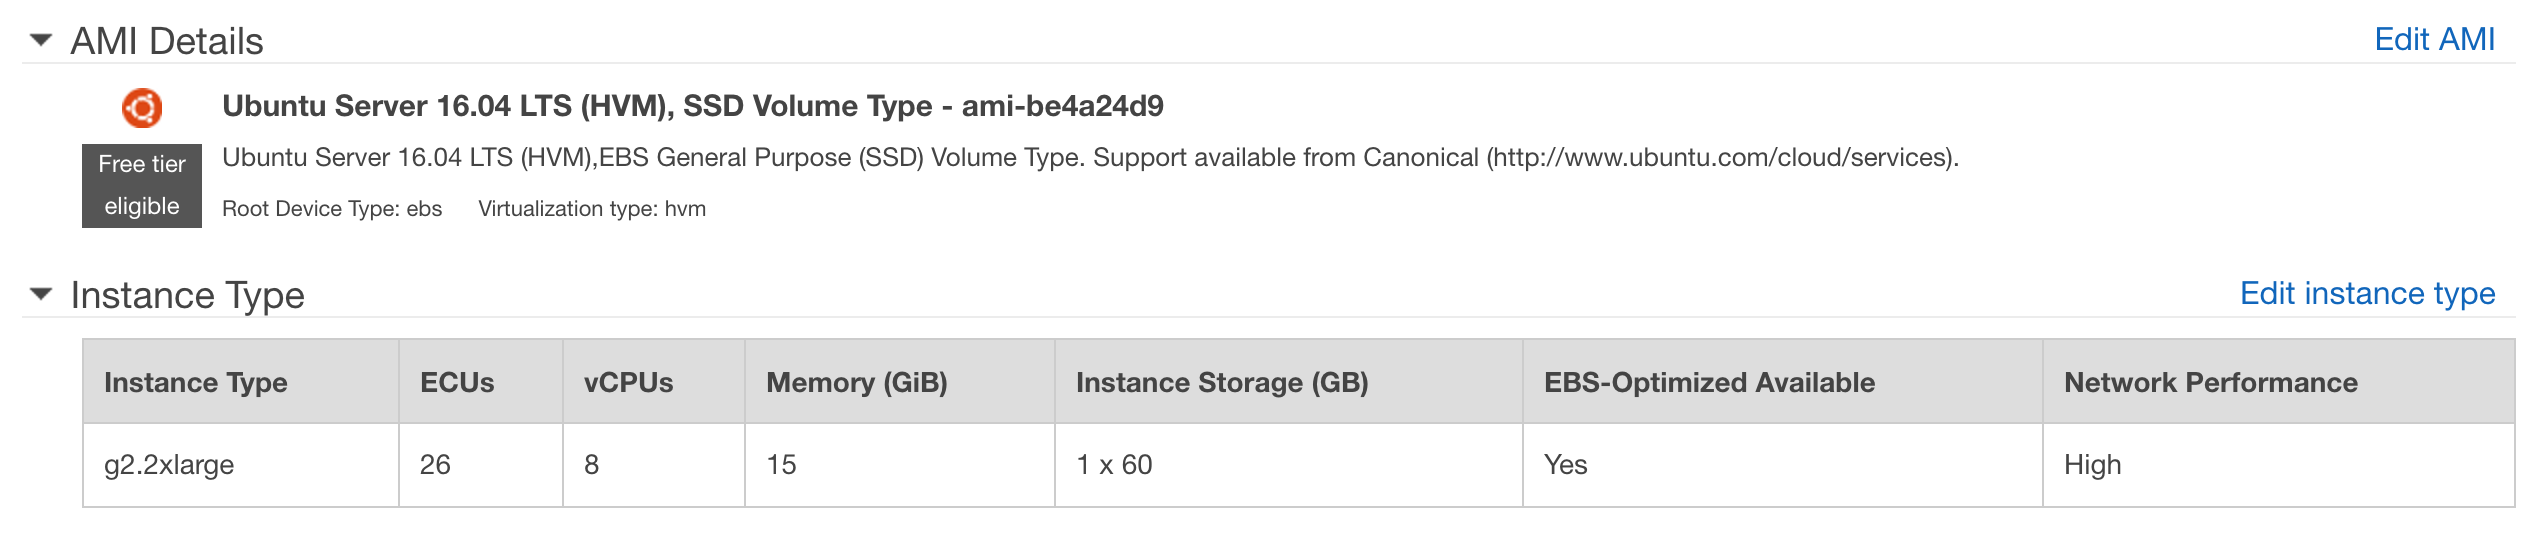 AMI Details
Edit AMI
Ubuntu Server 16.04 LTS (HVM), SSD Volume Type - ami-be4a24d9
Free tier
eligible
Ubuntu Server 16.04 LTS (HVM),EBS General Purpose (SSD) Volume Type. Support available from Canonical (http://www.ubuntu.com/cloud/services).
Root Device Type: ebs Virtualization type: hvm
Instance Type
Edit instance type
Instance Type ECUs vCPUs Memory (GiB) Instance Storage (GB) EBS-Optimized Available Network Performance
g2.2xlarge 26 8 15 1 x 60 Yes High